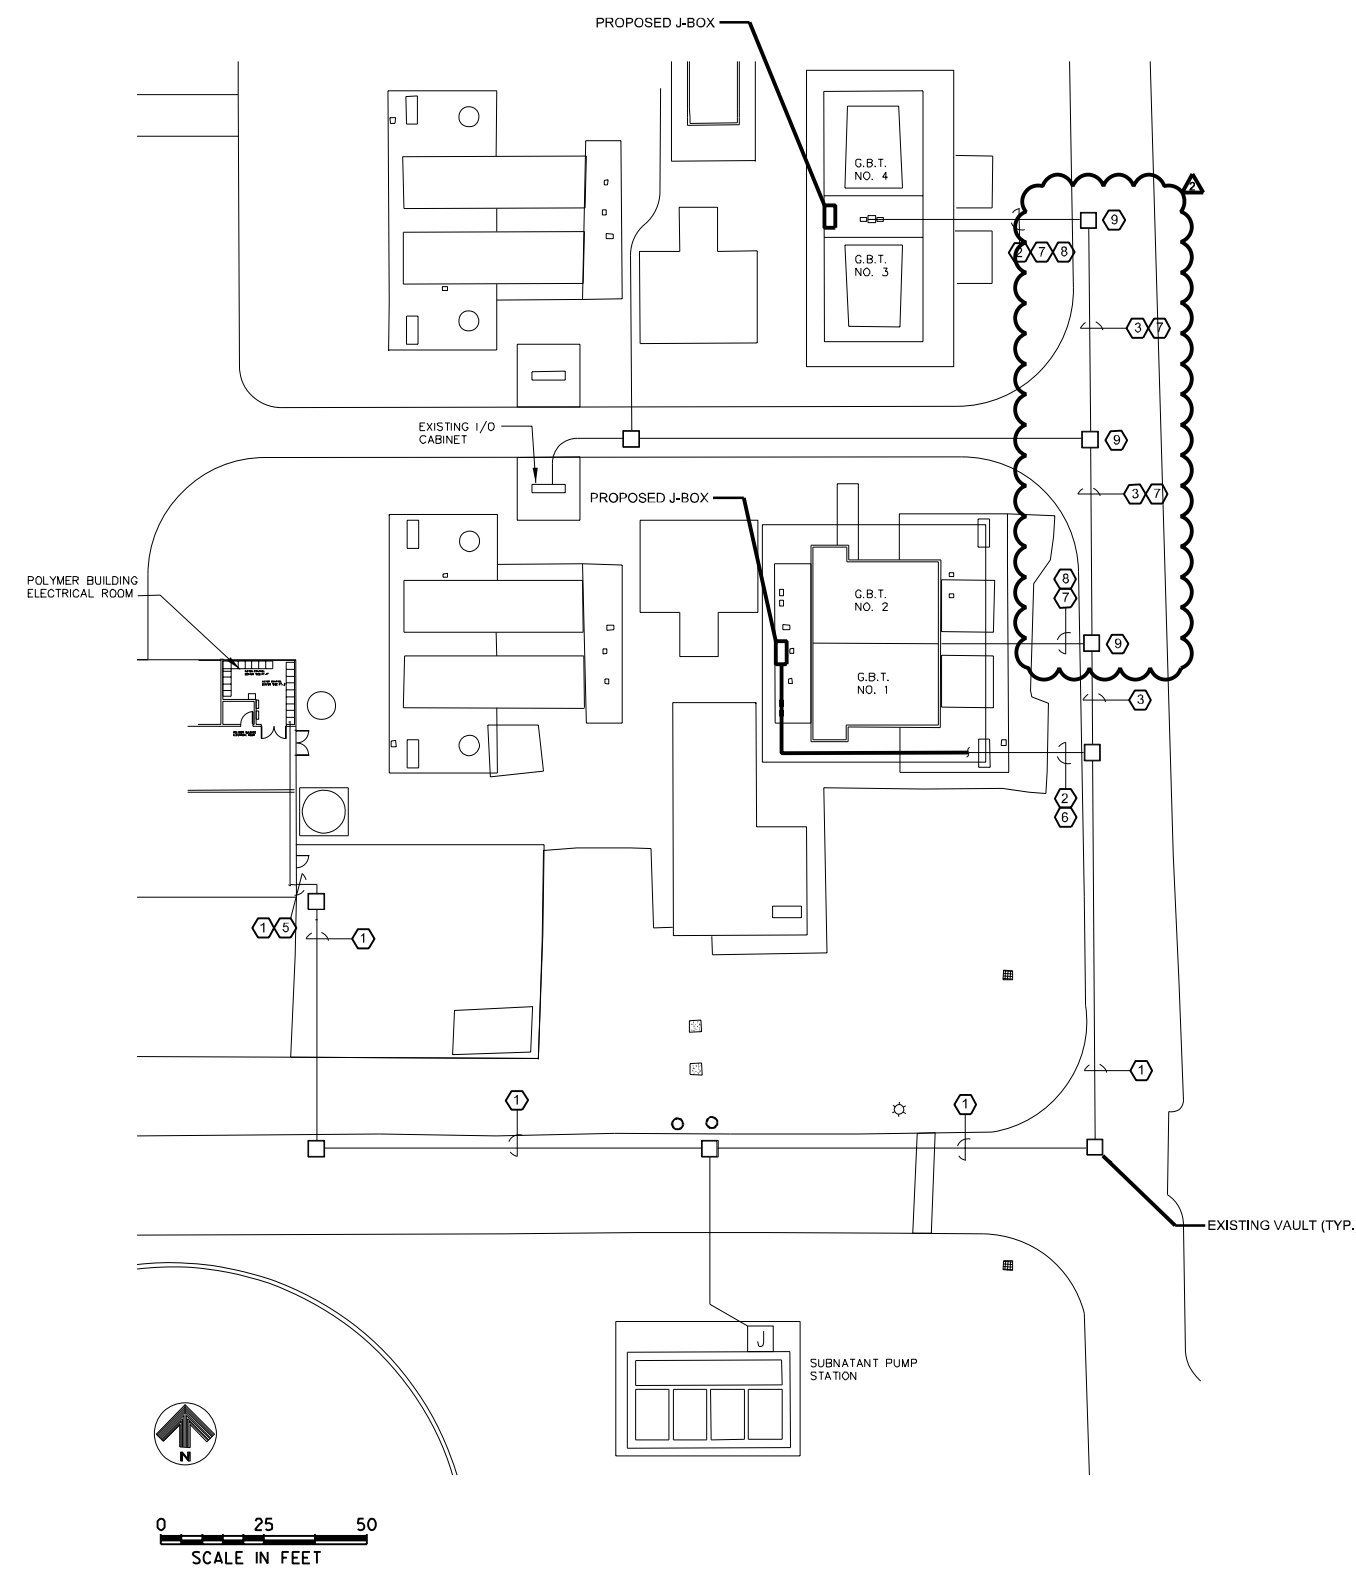 PROPOSED J-BOX
G.B.T.
NO. 4
2
9
2 7 8
G.B.T.
NO. 3
3 7
EXISTING I/O
CABINET
9
PROPOSED J-BOX
3 7
POLYMER BUILDING
ELECTRICAL ROOM
8
7
G.B.T.
NO. 2
9
G.B.T.
NO. 1
3
2
6
1 5
1
1
1
1
EXISTING VAULT (TYP.
J
SUBNATANT PUMP
STATION
N
0 25 50
SCALE IN FEET